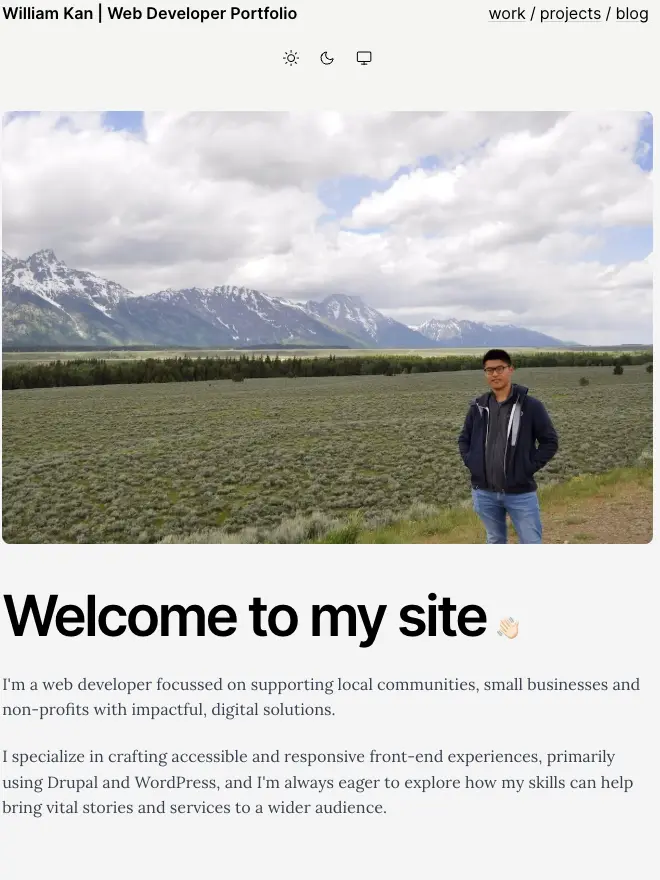 William Kan | Web Developer Portfolio
work / projects / blog
Welcome to my site 👋🏻
I'm a web developer focussed on supporting local communities, small businesses and
non-profits with impactful, digital solutions.
I specialize in crafting accessible and responsive front-end experiences, primarily
using Drupal and WordPress, and I'm always eager to explore how my skills can help
bring vital stories and services to a wider audience.